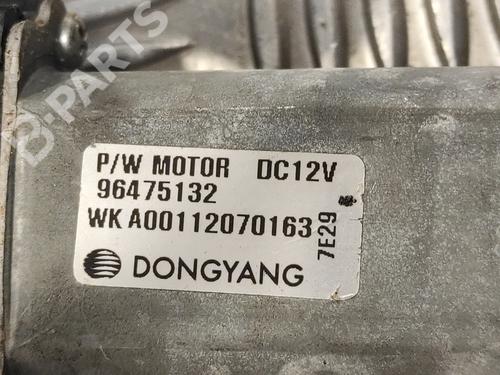 B-PARTS
P/W MOTOR DC12V
96475132
WK A00112070163
7E29
DONGYANG